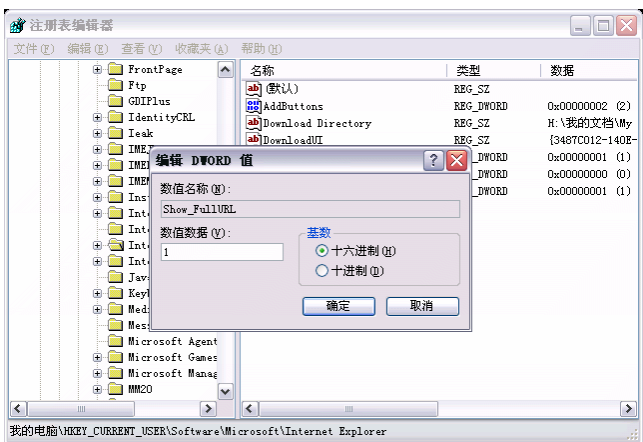 注册表编辑器
文件(F) 编辑(E) 查看(V) 收藏夹(A) 帮助(H)
FrontPage
Ftp
GDIPlus
IdentityCRL
Ieak
Java
Microsoft Agent
Microsoft Games
MM20
名称 类型 数据
(默认) REG_SZ
AddButtons REG_DWORD 0x00000002 (2)
Download Directory REG_SZ H:\我的文档\My
DownloadUI REG_SZ {3487C012-140E-
_DWORD 0x00000001 (1)
_DWORD 0x00000000 (0)
_DWORD 0x00000001 (1)
编辑 DWORD 值
数值名称(N):
Show_FullURL
数值数据(V):
1
基数
十六进制(H)
十进制(D)
确定 取消
我的电脑\HKEY_CURRENT_USER\Software\Microsoft\Internet Explorer